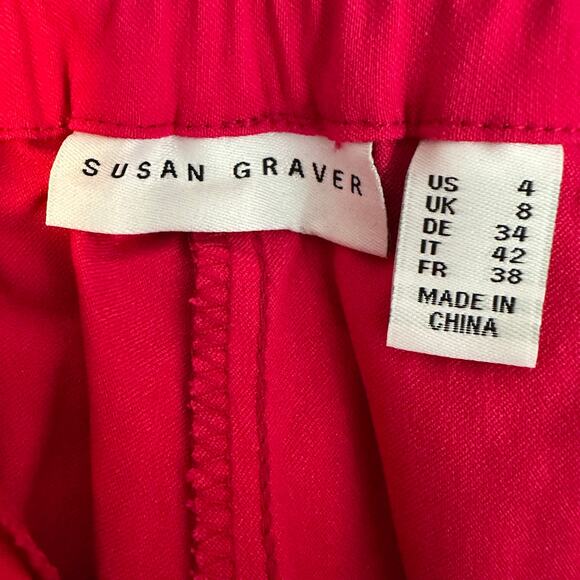 SUSAN GRAVER
US 4
UK 8
DE 34
IT 42
FR 38
MADE IN
CHINA